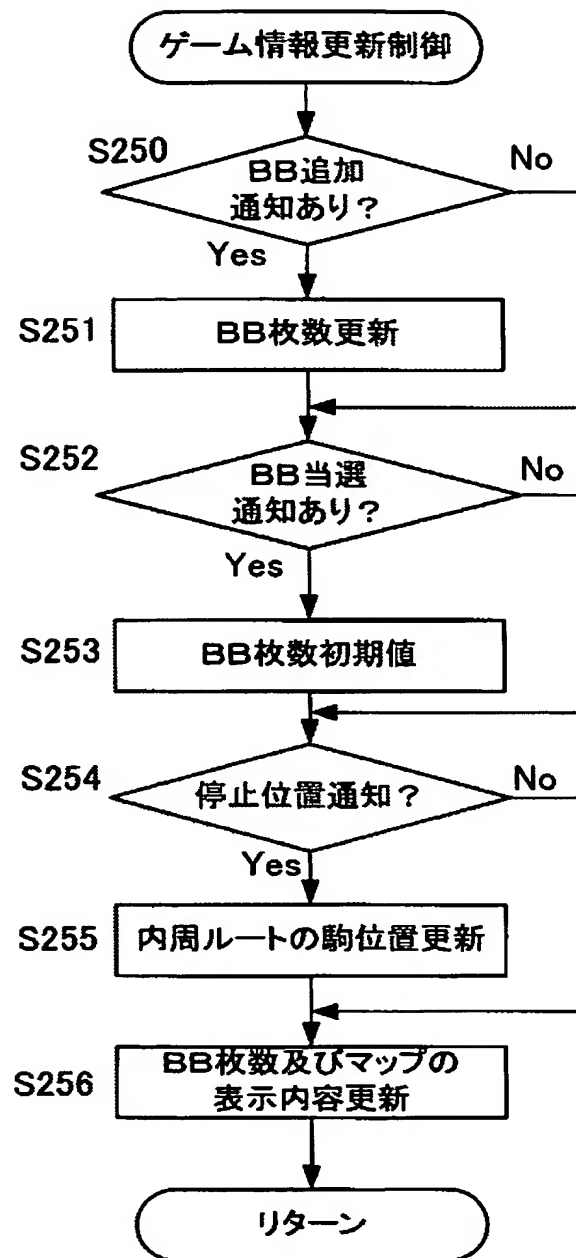 ゲーム情報更新制御
S250
BB追加
通知あり?
No
Yes
S251
BB枚数更新
S252
BB当選
通知あり?
No
Yes
S253
BB枚数初期値
S254
停止位置通知?
No
Yes
S255
内周ルートの駒位置更新
S256
BB枚数及びマップの
表示内容更新
リターン